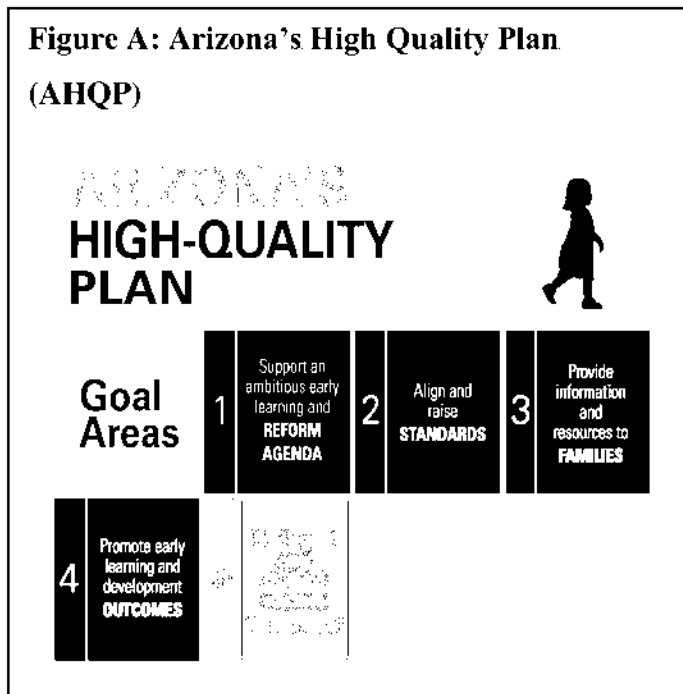 Figure A: Arizona's High Quality Plan
(AHQP)
ARIZONA'S
HIGH-QUALITY
PLAN
Goal
Areas
1
Support an
ambitious early
learning and
REFORM
AGENDA
2
Align and
raise
STANDARDS
3
Provide
information
and
resources to
FAMILIES
4
Promote early
learning and
development
OUTCOMES
+